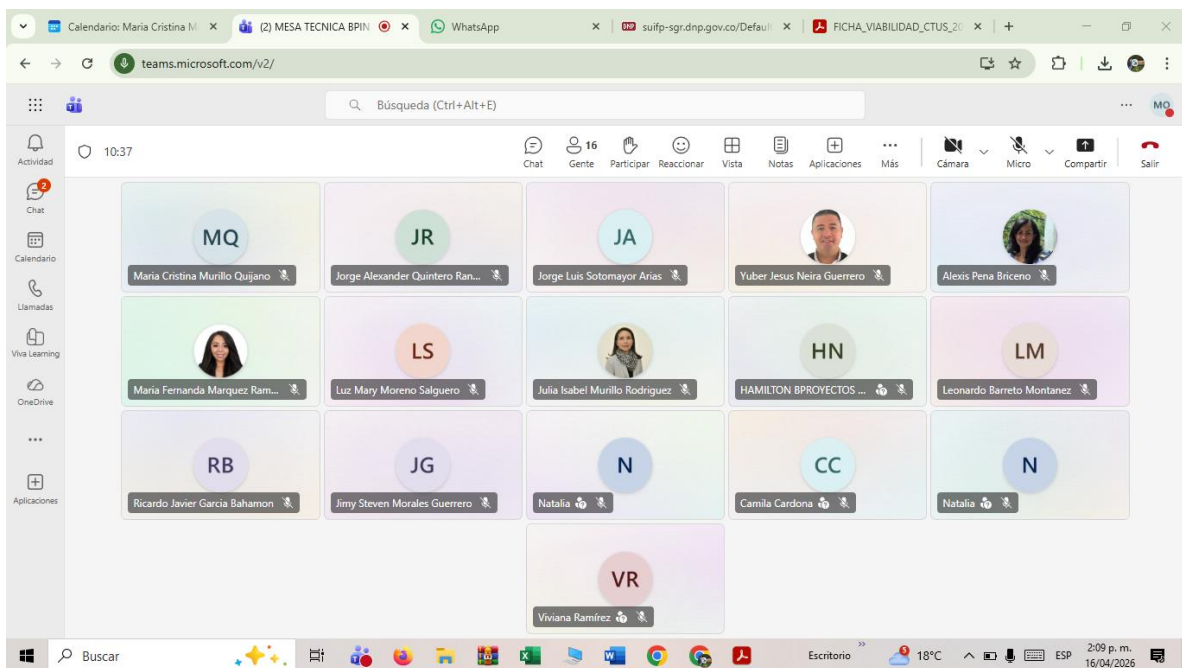 Calendario: Maria Cristina M
(2) MESA TECNICA BPIN
WhatsApp
suifp-sgr.dnp.gov.co/Default
FICHA_VIABILIDAD_CTUS_20
teams.microsoft.com/v2/
Búsqueda (Ctrl+Alt+E)
MQ
Actividad
10:37
Chat
16
Gente
Participar
Reaccionar
Vista
Notas
Aplicaciones
Más
Cámara
Micro
Compartir
Salir
2
Chat
Calendario
Llamadas
Viva Learning
OneDrive
Aplicaciones
MQ
Maria Cristina Murillo Quijano
JR
Jorge Alexander Quintero Ran...
JA
Jorge Luis Sotomayor Arias
Yuber Jesus Neira Guerrero
Alexis Pena Briceno
Maria Fernanda Marquez Ram...
LS
Luz Mary Moreno Salguero
Julia Isabel Murillo Rodriguez
HN
HAMILTON BPROYECTOS ...
LM
Leonardo Barreto Montanez
RB
Ricardo Javier Garcia Bahamon
JG
Jimy Steven Morales Guerrero
N
Natalia
CC
Camila Cardona
N
Natalia
VR
Viviana Ramírez
Buscar
Escritorio
18°C
ESP
2:09 p. m.
16/04/2026